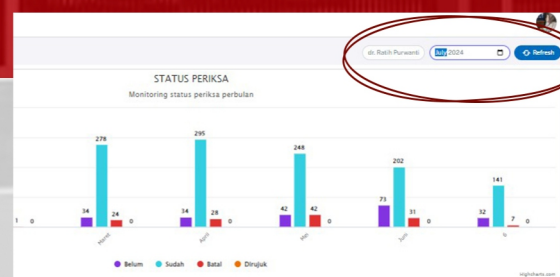 dr. Ratih Purwanti July 2024 Refresh
STATUS PERIKSA
Monitoring status periksa perbulan
278 295 248 202 141
34 24 0 34 28 0 42 42 0 73 31 0 32 7 0
1 0
Maret April Mei Juni 6
Belum Sudah Batal Dirujuk